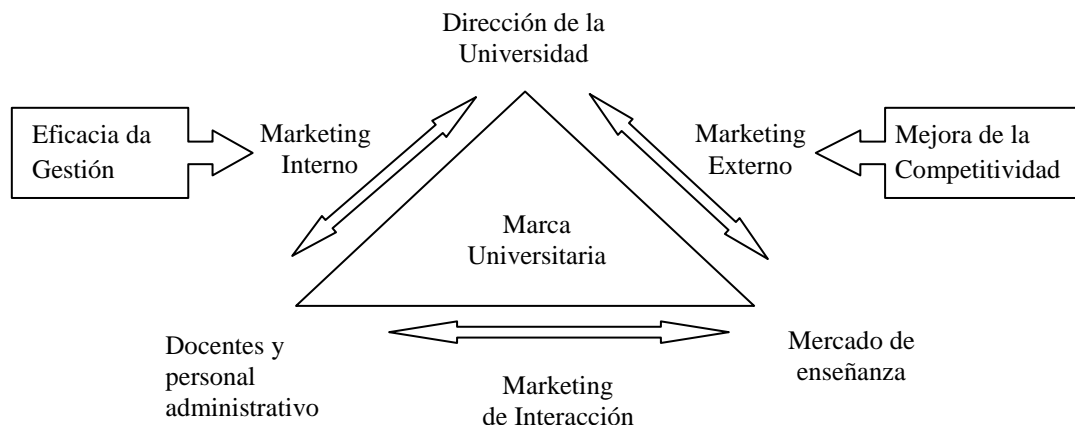 Dirección de la
Universidad
Eficacia da
Gestión
Marketing
Interno
Marketing
Externo
Mejora de la
Competitividad
Marca
Universitaria
Docentes y
personal
administrativo
Mercado de
enseñanza
Marketing
de Interacción